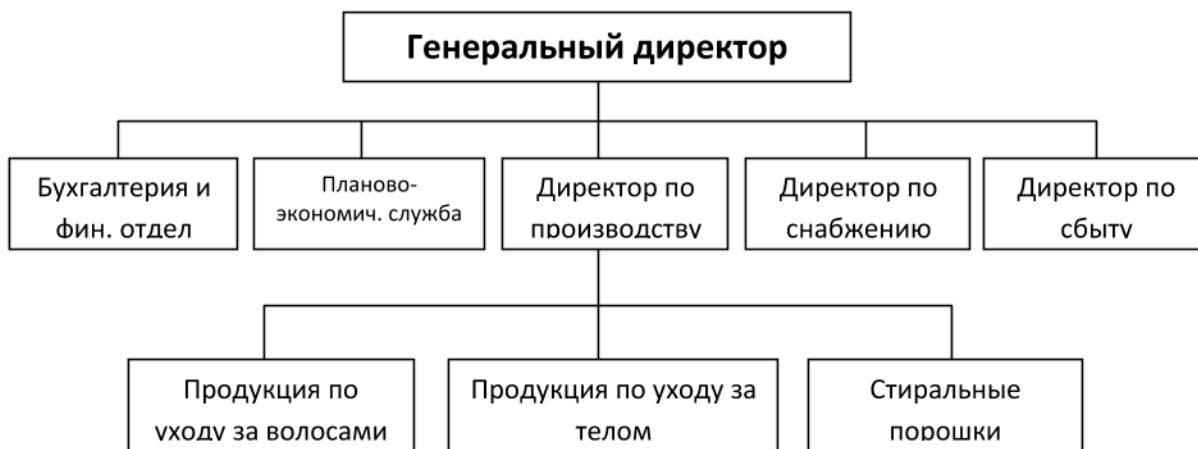 Генеральный директор
Бухгалтерия и
фин. отдел
Планово-
экономич. служба
Директор по
производству
Директор по
снабжению
Директор по
сбыту
Продукция по
уходу за волосами
Продукция по уходу за
телом
Стиральные
порошки